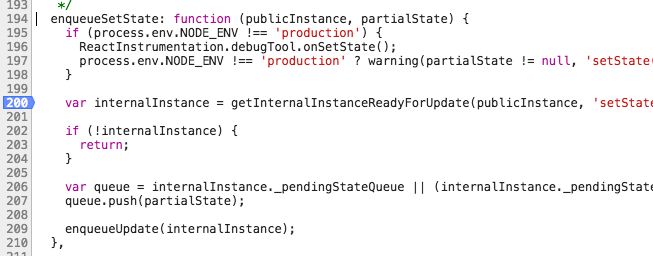 193 */
194 enqueueSetState: function (publicInstance, partialState) {
195 if (process.env.NODE_ENV !== 'production') {
196 ReactInstrumentation.debugTool.onSetState();
197 process.env.NODE_ENV !== 'production' ? warning(partialState != null, 'setState(
198 }
199
200 var internalInstance = getInternalInstanceReadyForUpdate(publicInstance, 'setState
201
202 if (!internalInstance) {
203 return;
204 }
205
206 var queue = internalInstance._pendingStateQueue || (internalInstance._pendingState
207 queue.push(partialState);
208
209 enqueueUpdate(internalInstance);
210 },